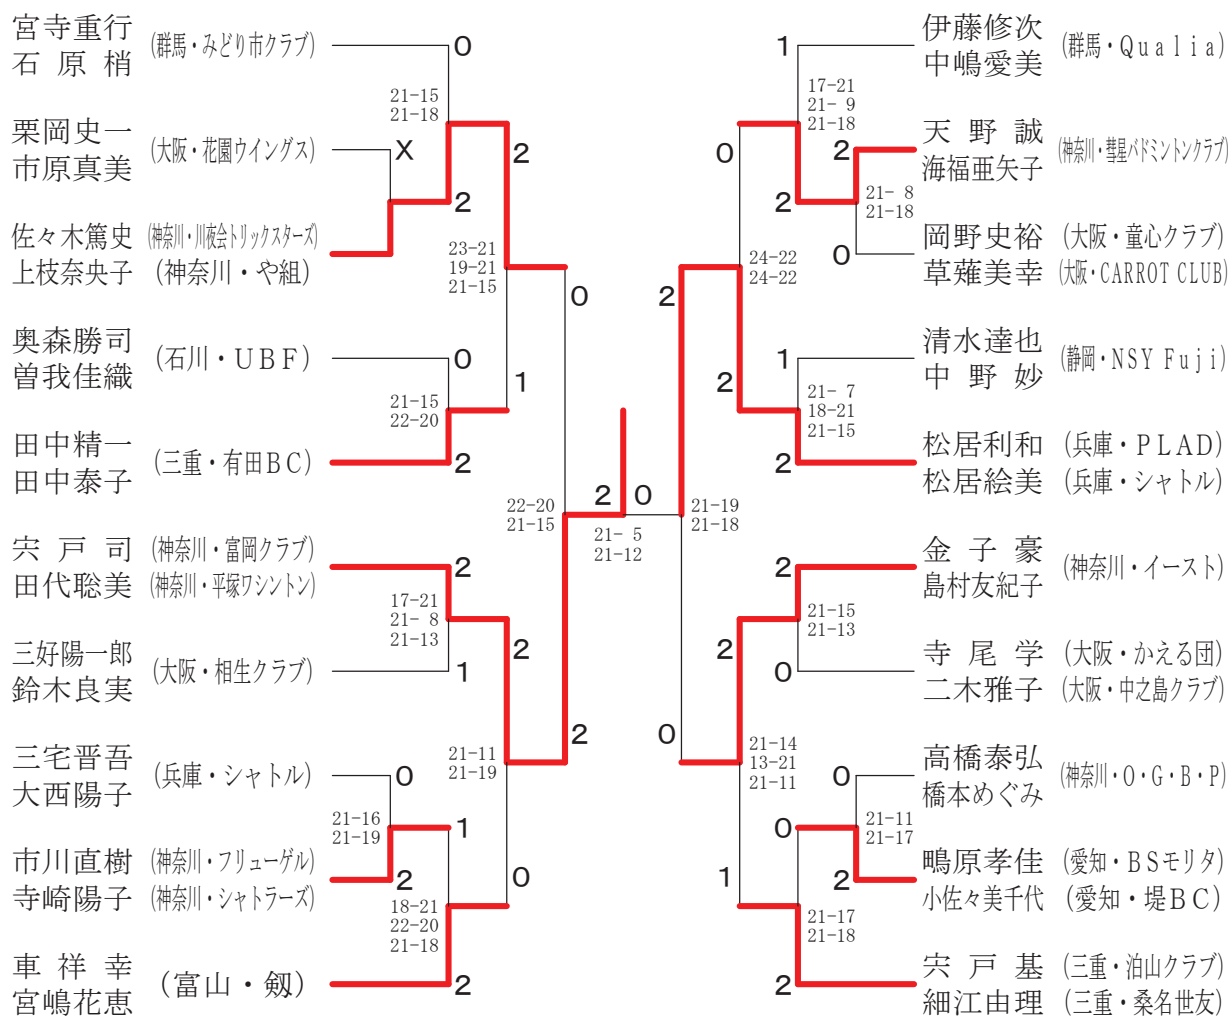 宮寺重行 (群馬・みどり市クラブ)
石原梢
栗岡史一 (大阪・花園ウイングス)
市原真美
佐々木篤史 (神奈川・川夜会トリックスターズ)
上枝奈央子 (神奈川・や組)
奥森勝司 (石川・UBF)
曽我佳織
田中精一 (三重・有田BC)
田中泰子
宍戸司 (神奈川・富岡クラブ)
田代聡美 (神奈川・平塚ワシントン)
三好陽一郎 (大阪・相生クラブ)
鈴木良実
三宅晋吾 (兵庫・シャトル)
大西陽子
市川直樹 (神奈川・フリューゲル)
寺崎陽子 (神奈川・シャトラーズ)
車祥幸 (富山・剱)
宮嶋花恵
0
21-15
21-18
X
2
2
23-21
19-21
21-15
0
0
21-15
22-20
1
2
22-20
21-15
2
17-21
21- 8
21-13
2
1
21-11
21-19
2
0
21-16
21-19
1
2
0
18-21
22-20
21-18
2
2
0
21- 5
21-12
1
17-21
21- 9
21-18
0
2
2
21- 8
21-18
0
24-22
24-22
2
1
2
21- 7
18-21
21-15
2
21-19
21-18
2
21-15
21-13
2
0
0
21-14
13-21
21-11
0
0
21-11
21-17
1
2
21-17
21-18
2
伊藤修次 (群馬・Qualia)
中嶋愛美
天野誠 (神奈川・彗星バドミントンクラブ)
海福亜矢子
岡野史裕 (大阪・童心クラブ)
草薙美幸 (大阪・CARROT CLUB)
清水達也 (静岡・NSY Fuji)
中野妙
松居利和 (兵庫・PLAD)
松居絵美 (兵庫・シャトル)
金子豪 (神奈川・イースト)
島村友紀子
寺尾学 (大阪・かえる団)
二木雅子 (大阪・中之島クラブ)
高橋泰弘 (神奈川・O・G・B・P)
橋本めぐみ
鴫原孝佳 (愛知・BSモリタ)
小佐々美千代 (愛知・堤BC)
宍戸基 (三重・泊山クラブ)
細江由理 (三重・桑名世友)